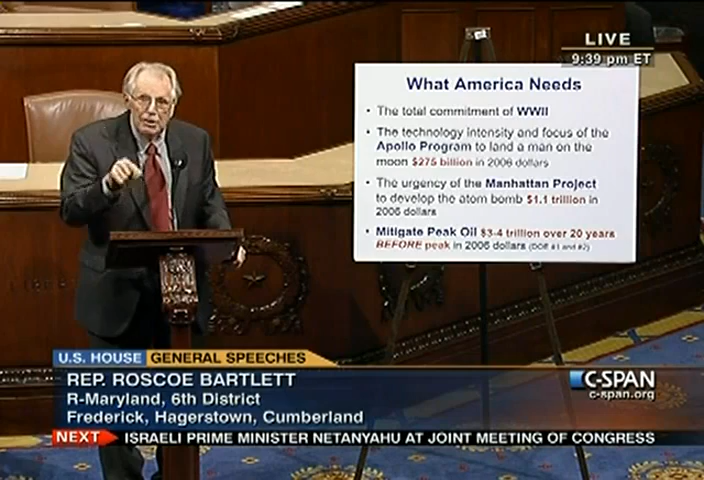 LIVE
9:39 pm ET
What America Needs
• The total commitment of WWII
• The technology intensity and focus of the
Apollo Program to land a man on the
moon $275 billion in 2006 dollars
• The urgency of the Manhattan Project
to develop the atom bomb $1.1 trillion in
2006 dollars
• Mitigate Peak Oil $3-4 trillion over 20 years
BEFORE peak in 2006 dollars (DOE #1 and #2)
U.S. HOUSE GENERAL SPEECHES
REP. ROSCOE BARTLETT
R-Maryland, 6th District
Frederick, Hagerstown, Cumberland
C-SPAN
c-span.org
NEXT ISRAELI PRIME MINISTER NETANYAHU AT JOINT MEETING OF CONGRESS